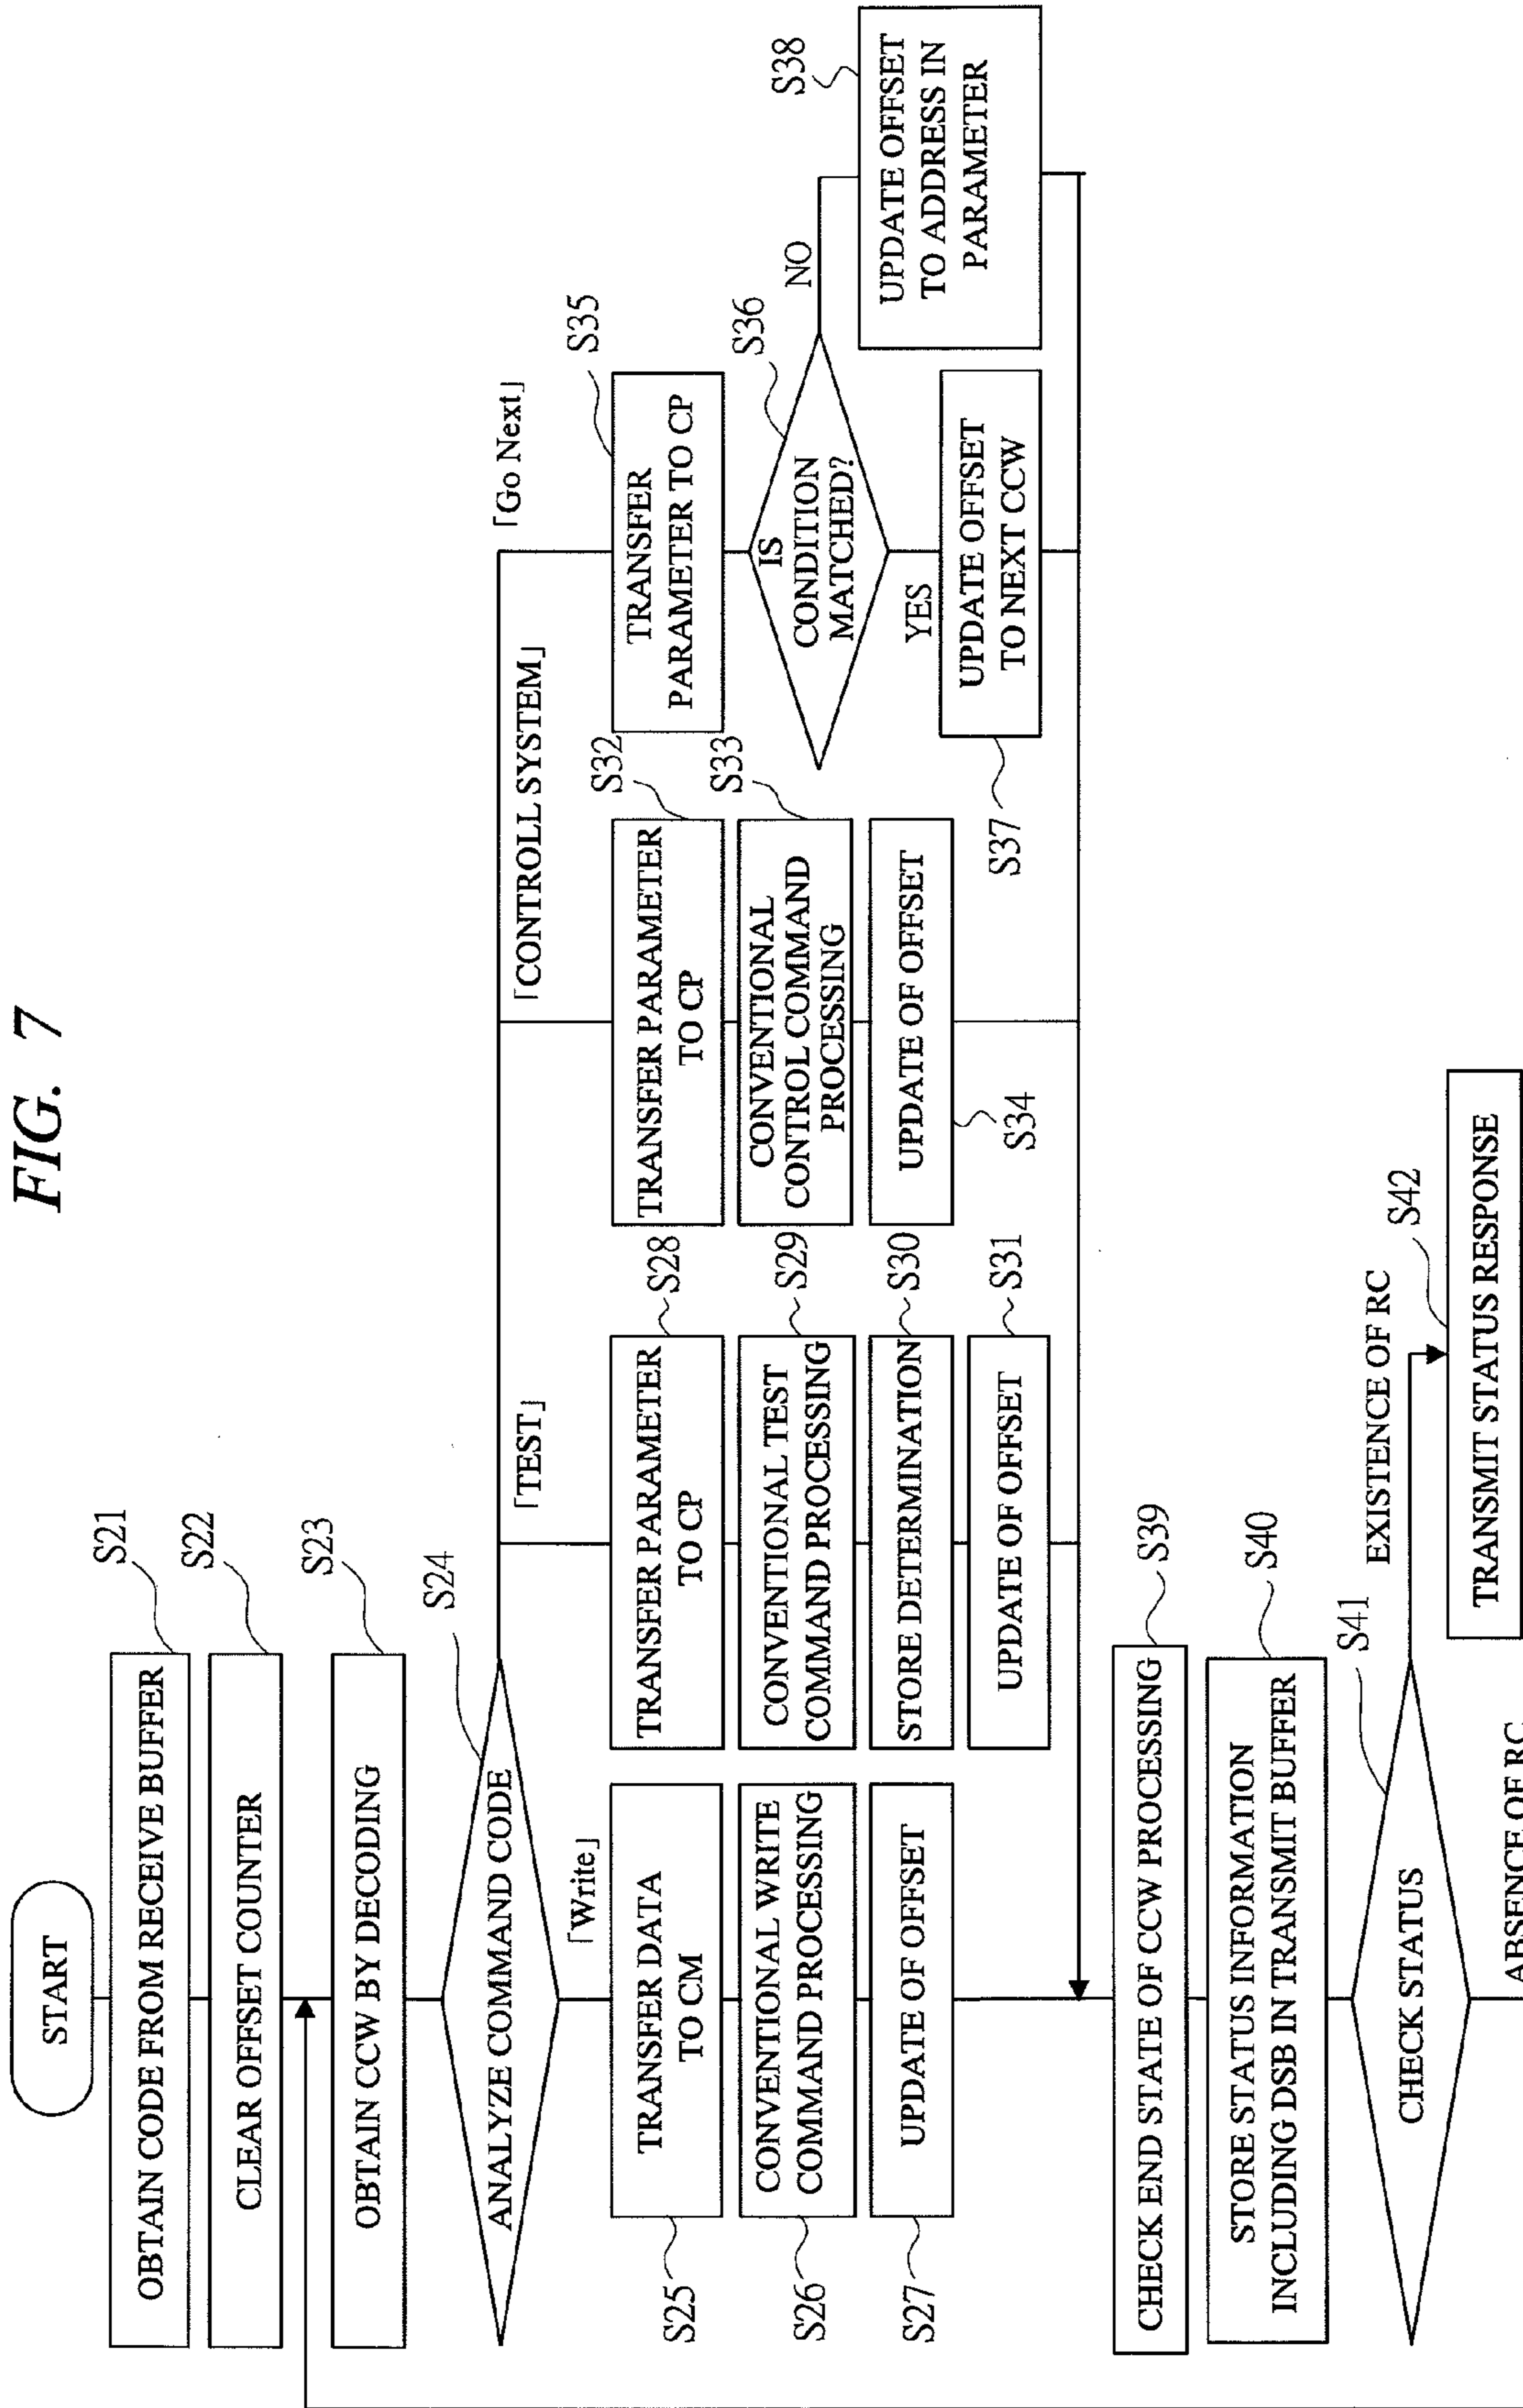 FIG. 7
START
OBTAIN CODE FROM RECEIVE BUFFER
S21
CLEAR OFFSET COUNTER
S22
OBTAIN CCW BY DECODING
S23
ANALYZE COMMAND CODE
S24
「Write」
TRANSFER DATA
TO CM
S25
CONVENTIONAL WRITE
COMMAND PROCESSING
S26
UPDATE OF OFFSET
S27
「TEST」
TRANSFER PARAMETER
TO CP
S28
CONVENTIONAL TEST
COMMAND PROCESSING
S29
STORE DETERMINATION
S30
UPDATE OF OFFSET
S31
「CONTROLL SYSTEM」
TRANSFER PARAMETER
TO CP
S32
CONVENTIONAL
CONTROL COMMAND
PROCESSING
S33
UPDATE OF OFFSET
S34
「Go Next」
TRANSFER
PARAMETER TO CP
S35
IS
CONDITION
MATCHED?
S36
NO
YES
UPDATE OFFSET
TO NEXT CCW
S37
UPDATE OFFSET
TO ADDRESS IN
PARAMETER
S38
CHECK END STATE OF CCW PROCESSING
S39
STORE STATUS INFORMATION
INCLUDING DSB IN TRANSMIT BUFFER
S40
CHECK STATUS
S41
EXISTENCE OF RC
TRANSMIT STATUS RESPONSE
S42
ABSENCE OF RC